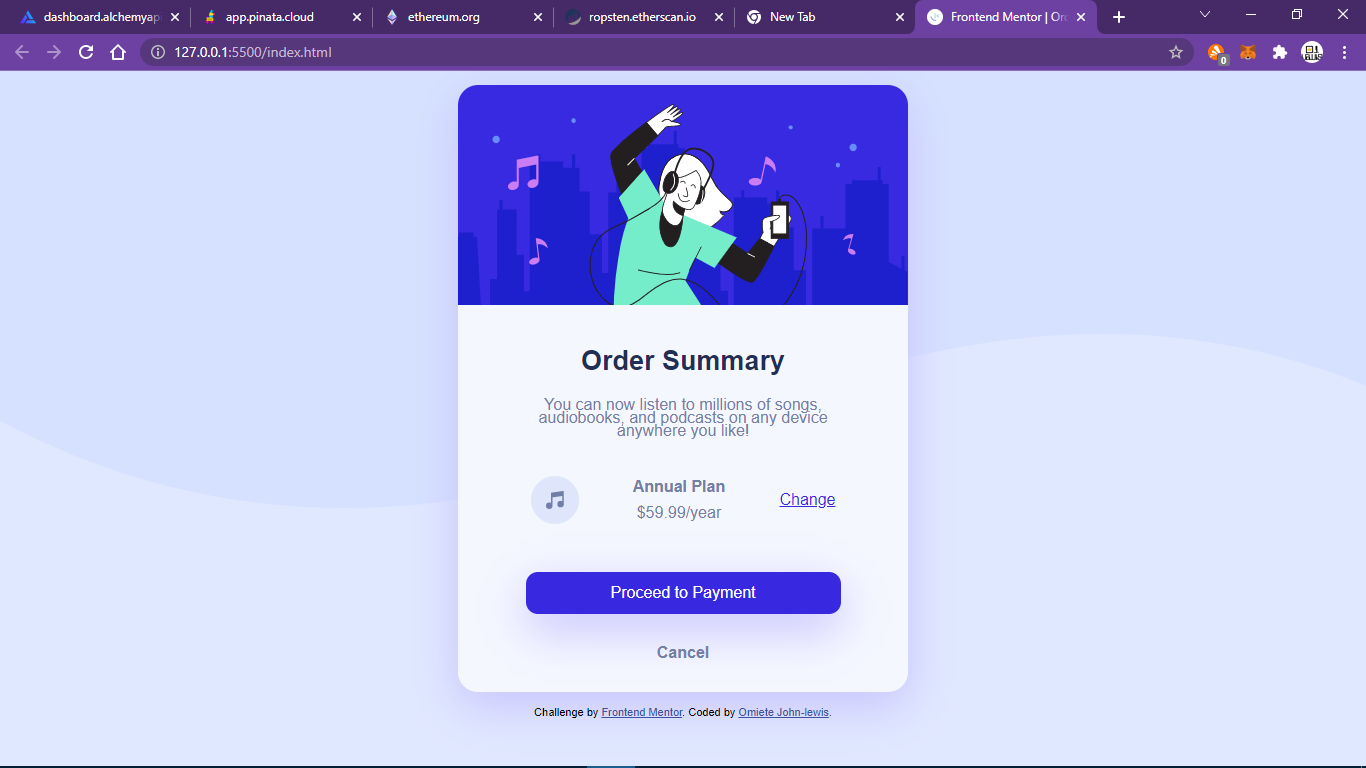 dashboard.alchemyap
app.pinata.cloud
ethereum.org
ropsten.etherscan.io
New Tab
Frontend Mentor | Or
127.0.0.1:5500/index.html
0
Order Summary
You can now listen to millions of songs,
audiobooks, and podcasts on any device
anywhere you like!
Annual Plan
$59.99/year
Change
Proceed to Payment
Cancel
Challenge by Frontend Mentor. Coded by Omiete John-lewis.